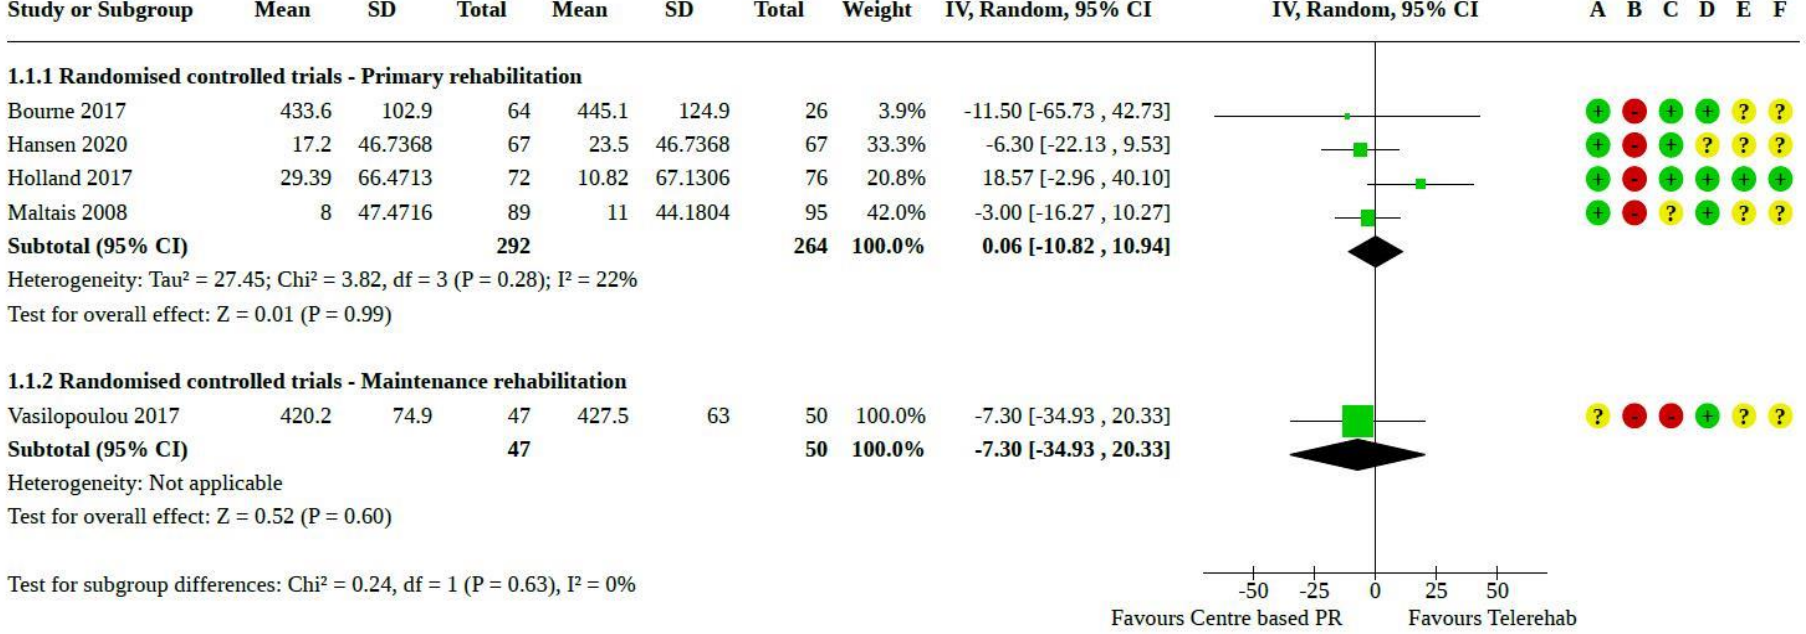 Study or Subgroup Mean SD Total Mean SD Total Weight IV, Random, 95% CI IV, Random, 95% CI A B C D E F
1.1.1 Randomised controlled trials - Primary rehabilitation
Bourne 2017 433.6 102.9 64 445.1 124.9 26 3.9% -11.50 [-65.73 , 42.73] + - + + ? ?
Hansen 2020 17.2 46.7368 67 23.5 46.7368 67 33.3% -6.30 [-22.13 , 9.53] + - + ? ? ?
Holland 2017 29.39 66.4713 72 10.82 67.1306 76 20.8% 18.57 [-2.96 , 40.10] + - + + + +
Maltais 2008 8 47.4716 89 11 44.1804 95 42.0% -3.00 [-16.27 , 10.27] + - ? + ? ?
Subtotal (95% CI) 292 264 100.0% 0.06 [-10.82 , 10.94]
Heterogeneity: Tau² = 27.45; Chi² = 3.82, df = 3 (P = 0.28); I² = 22%
Test for overall effect: Z = 0.01 (P = 0.99)
1.1.2 Randomised controlled trials - Maintenance rehabilitation
Vasilopoulou 2017 420.2 74.9 47 427.5 63 50 100.0% -7.30 [-34.93 , 20.33] ? - - + ? ?
Subtotal (95% CI) 47 50 100.0% -7.30 [-34.93 , 20.33]
Heterogeneity: Not applicable
Test for overall effect: Z = 0.52 (P = 0.60)
Test for subgroup differences: Chi² = 0.24, df = 1 (P = 0.63), I² = 0%
-50 -25 0 25 50
Favours Centre based PR Favours Telerehab